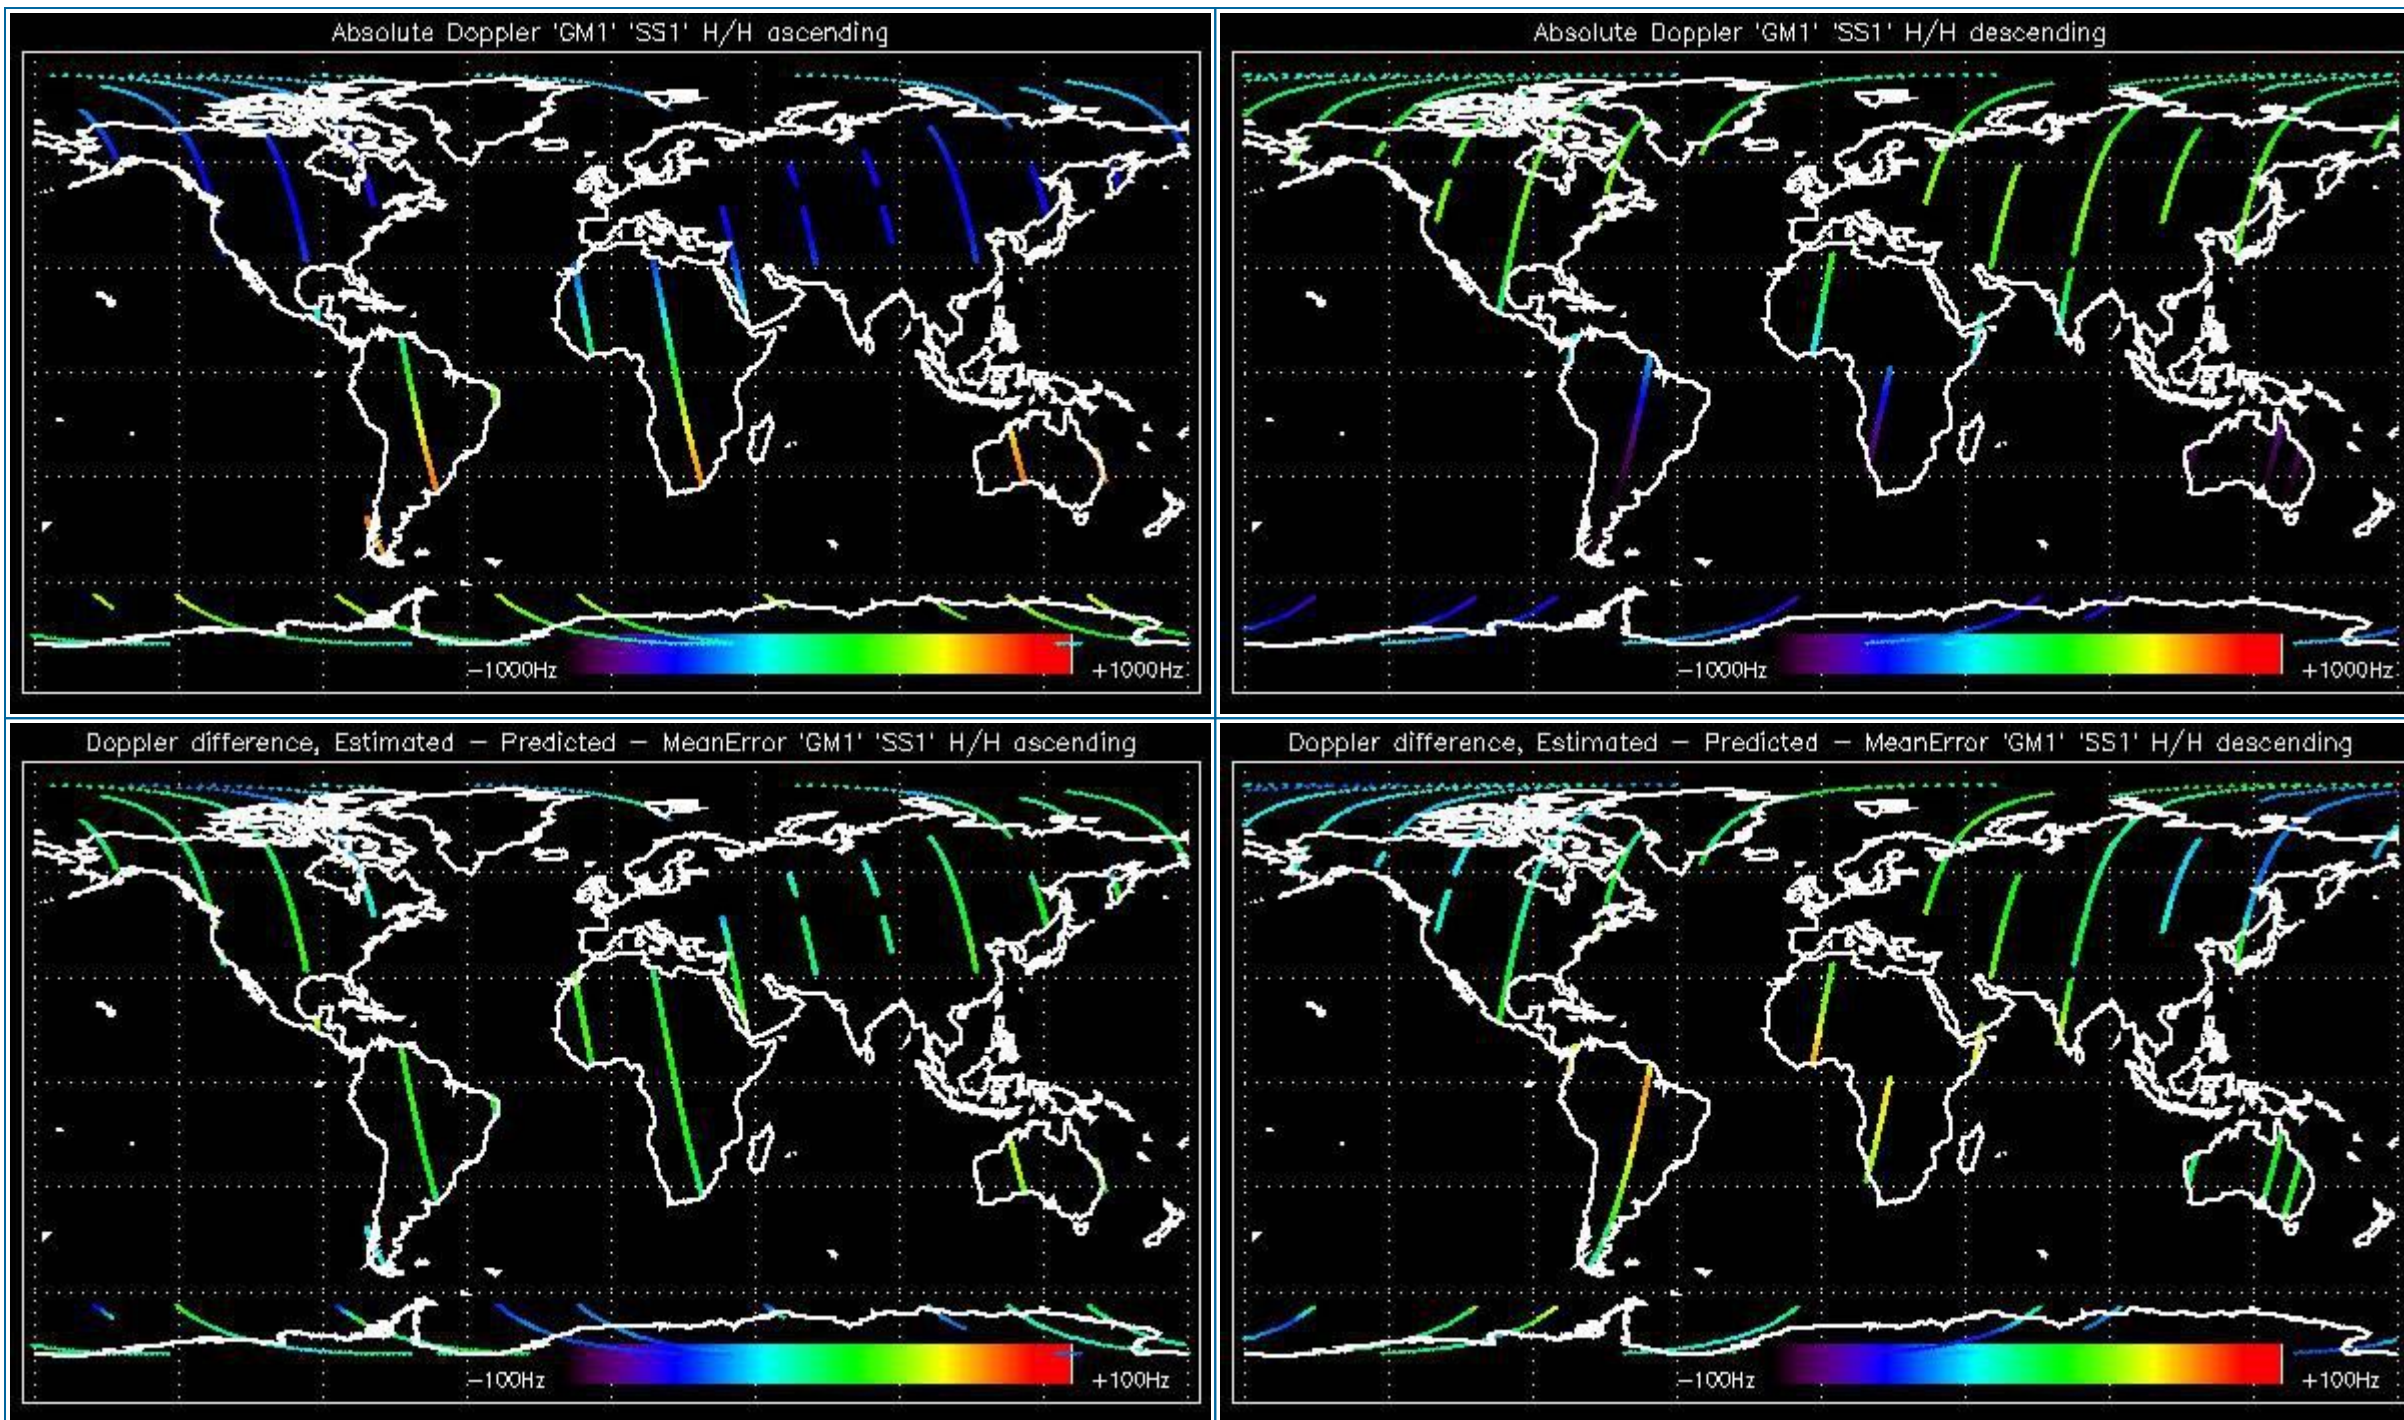 Absolute Doppler 'GM1' 'SS1' H/H ascending
-1000Hz
+1000Hz
Absolute Doppler 'GM1' 'SS1' H/H descending
-1000Hz
+1000Hz
Doppler difference, Estimated - Predicted - MeanError 'GM1' 'SS1' H/H ascending
-100Hz
+100Hz
Doppler difference, Estimated - Predicted - MeanError 'GM1' 'SS1' H/H descending
-100Hz
+100Hz